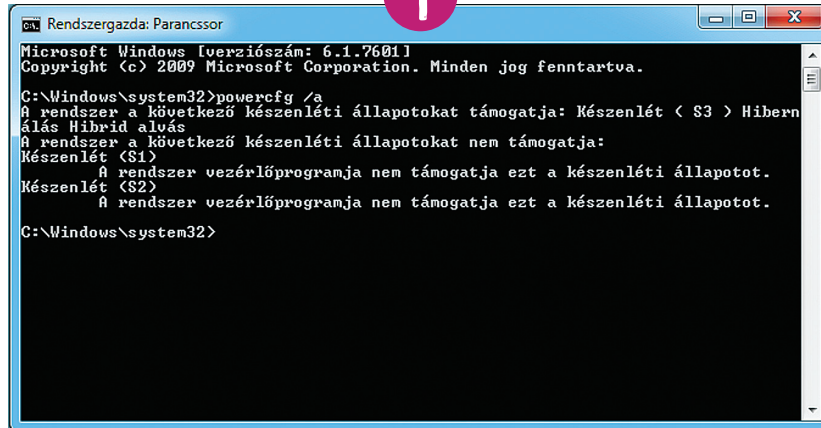 1
Rendszergazda: Parancssor
Microsoft Windows [verziószám: 6.1.7601]
Copyright (c) 2009 Microsoft Corporation. Minden jog fenntartva.
C:\Windows\system32>powercfg /a
A rendszer a következő készenléti állapotokat támogatja: Készenlét ( S3 ) Hibern
álás Hibrid alvás
A rendszer a következő készenléti állapotokat nem támogatja:
Készenlét (S1)
A rendszer vezérlőprogramja nem támogatja ezt a készenléti állapotot.
Készenlét (S2)
A rendszer vezérlőprogramja nem támogatja ezt a készenléti állapotot.
C:\Windows\system32>